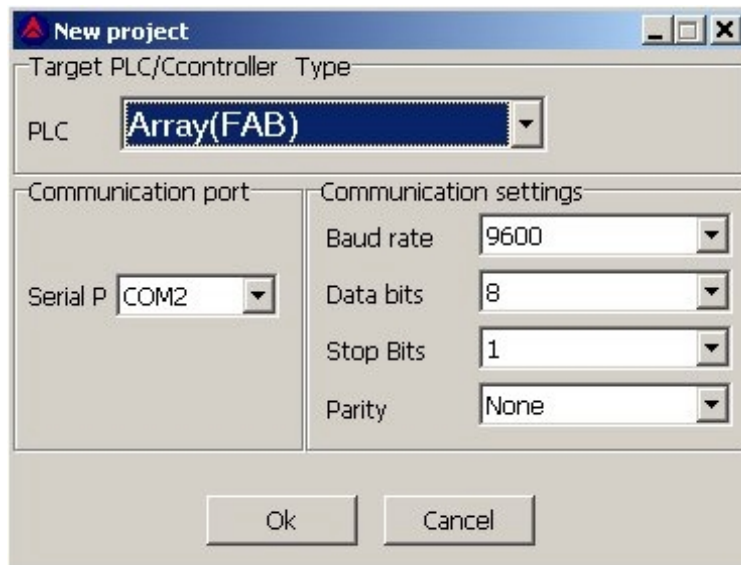 New project
Target PLC/Ccontroller Type
PLC Array(FAB)
Communication port
Serial P COM2
Communication settings
Baud rate 9600
Data bits 8
Stop Bits 1
Parity None
Ok Cancel